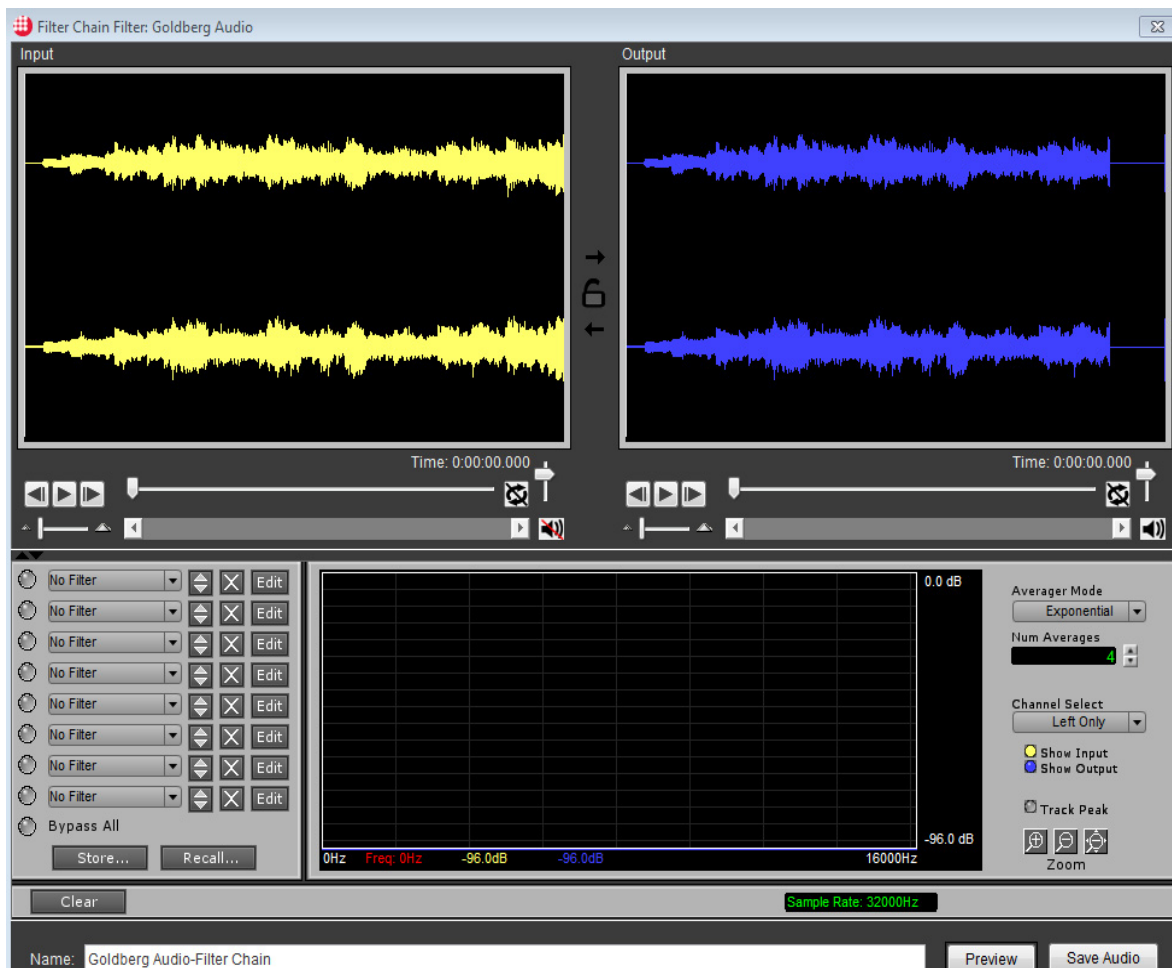 Filter Chain Filter: Goldberg Audio
Input
Output
Time: 0:00:00.000
Time: 0:00:00.000
No Filter
Edit
No Filter
Edit
No Filter
Edit
No Filter
Edit
No Filter
Edit
No Filter
Edit
No Filter
Edit
No Filter
Edit
Bypass All
Store...
Recall...
0.0 dB
-96.0 dB
0Hz
Freq: 0Hz
-96.0dB
-96.0dB
16000Hz
Averager Mode
Exponential
Num Averages
4
Channel Select
Left Only
Show Input
Show Output
Track Peak
Zoom
Clear
Sample Rate: 32000Hz
Name: Goldberg Audio-Filter Chain
Preview
Save Audio